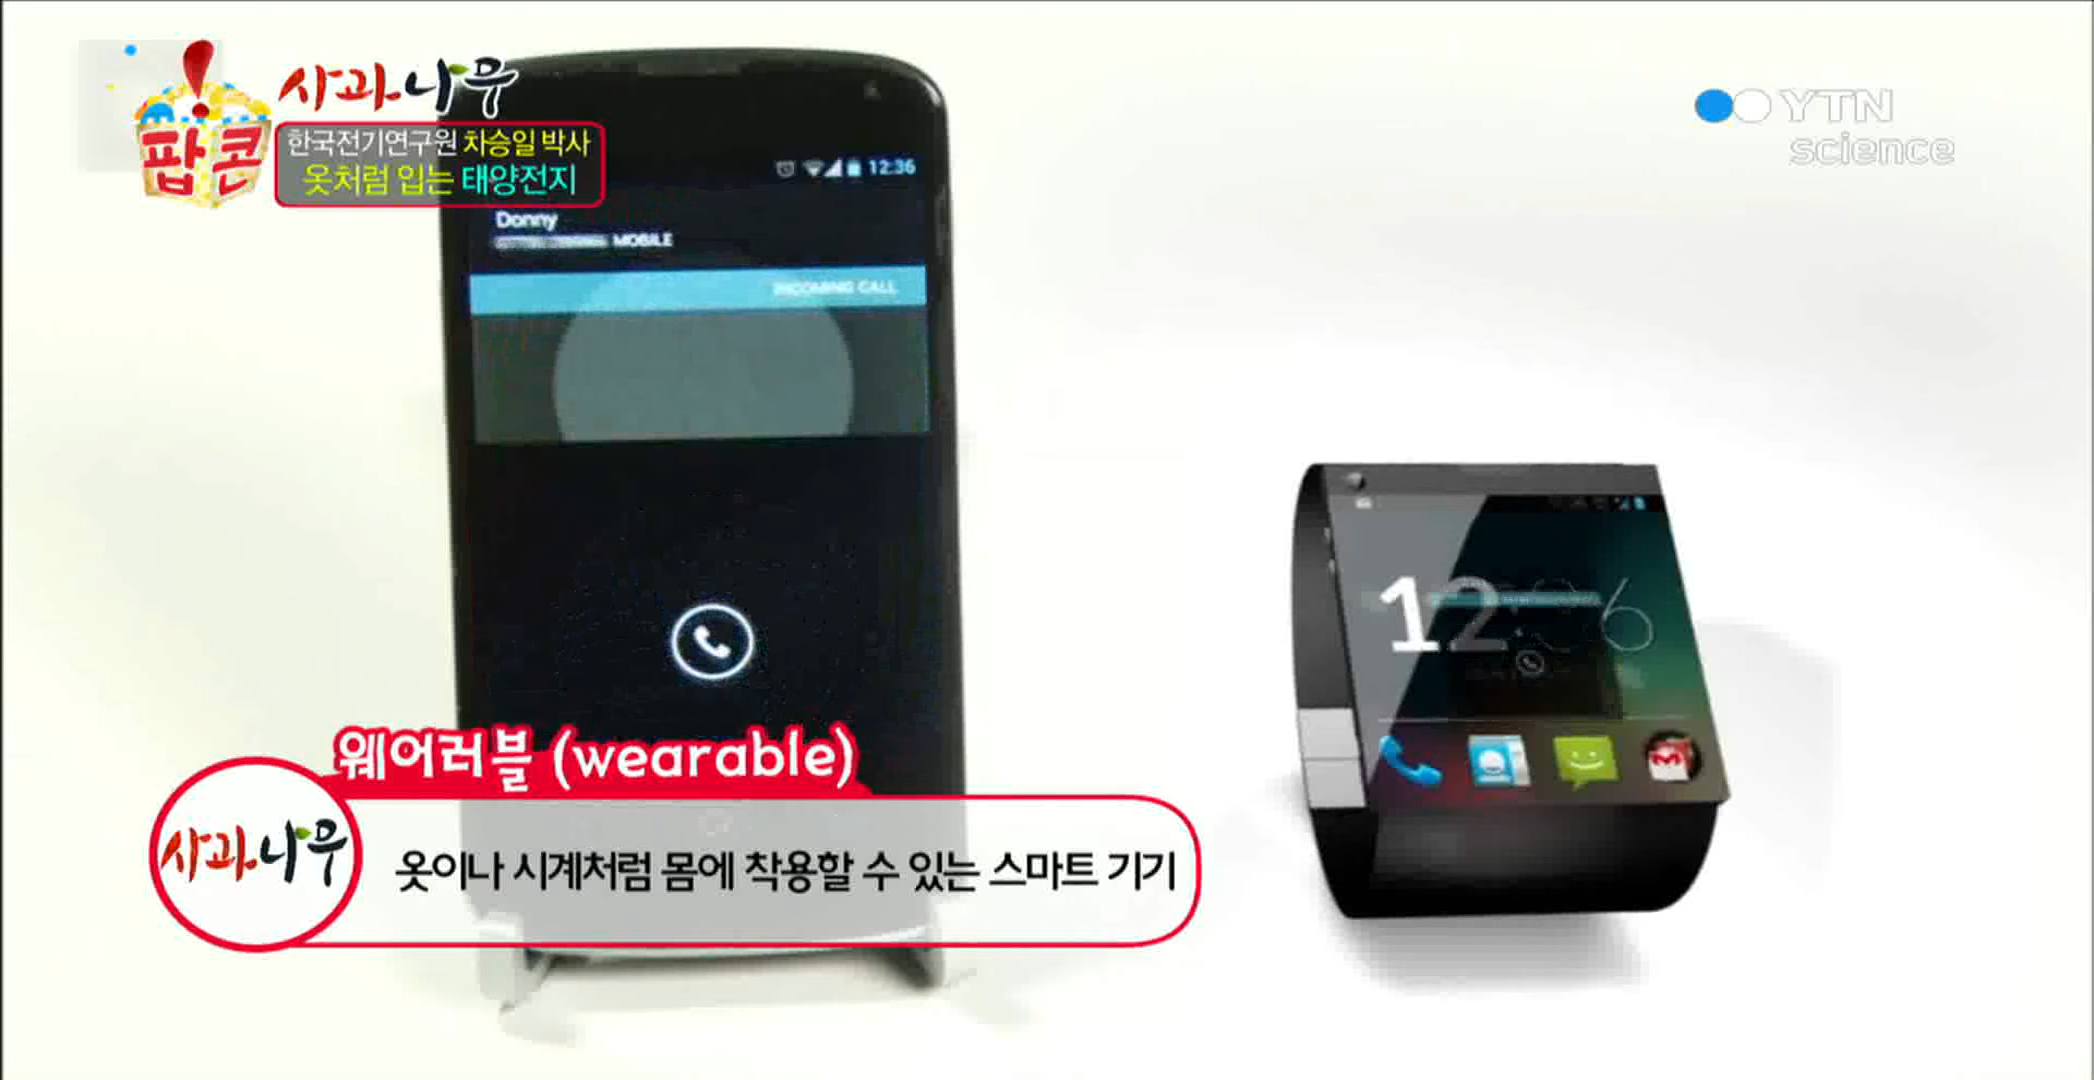 팝콘
사과나무
한국전기연구원 차승일 박사
옷처럼 입는 태양전지
YTN
science
12:36
Donny
MOBILE
INCOMING CALL
12 6
웨어러블 (wearable)
사과나무
옷이나 시계처럼 몸에 착용할 수 있는 스마트 기기